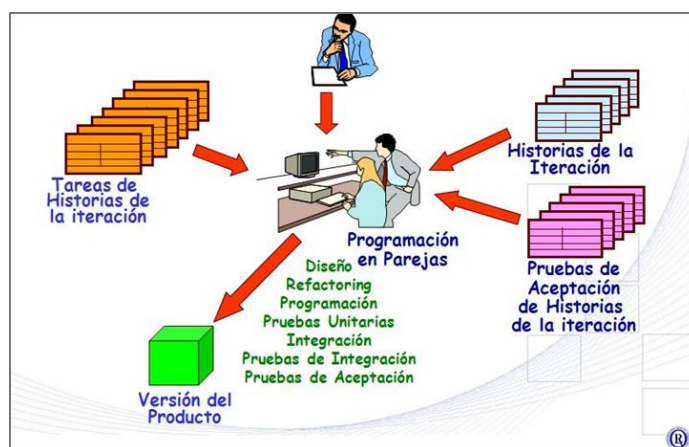 Tareas de
Historias de
la iteración
Historias de la
Iteración
Programación
en Parejas
Pruebas de
Aceptación
de Historias
de la iteración
Diseño
Refactoring
Programación
Pruebas Unitarias
Integración
Pruebas de Integración
Pruebas de Aceptación
Versión del
Producto
®